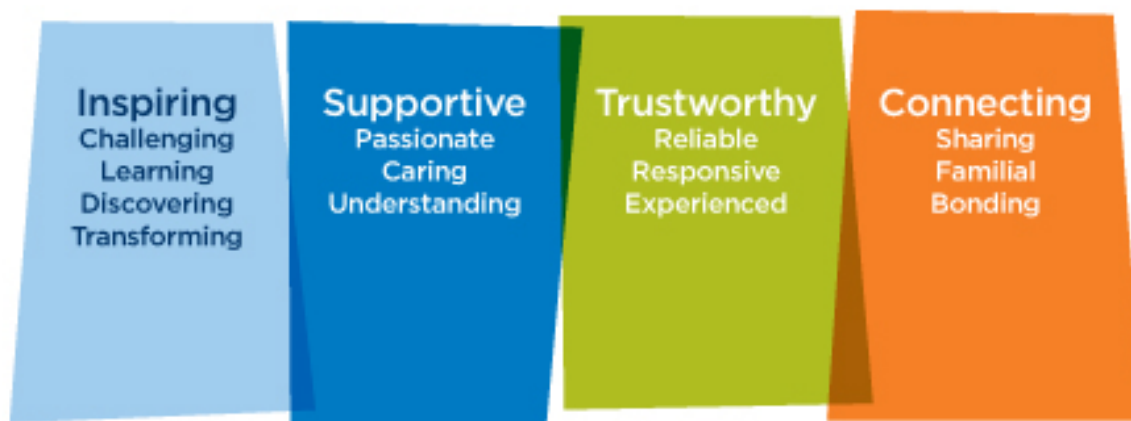 Inspiring
Challenging
Learning
Discovering
Transforming
Supportive
Passionate
Caring
Understanding
Trustworthy
Reliable
Responsive
Experienced
Connecting
Sharing
Familial
Bonding